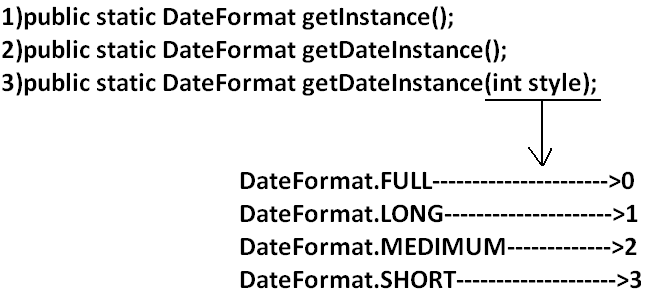 1)public static DateFormat getInstance();
2)public static DateFormat getDateInstance();
3)public static DateFormat getDateInstance(int style);
DateFormat.FULL---------------------->0
DateFormat.LONG--------------------->1
DateFormat.MEDIMUM------------->2
DateFormat.SHORT-------------------->3